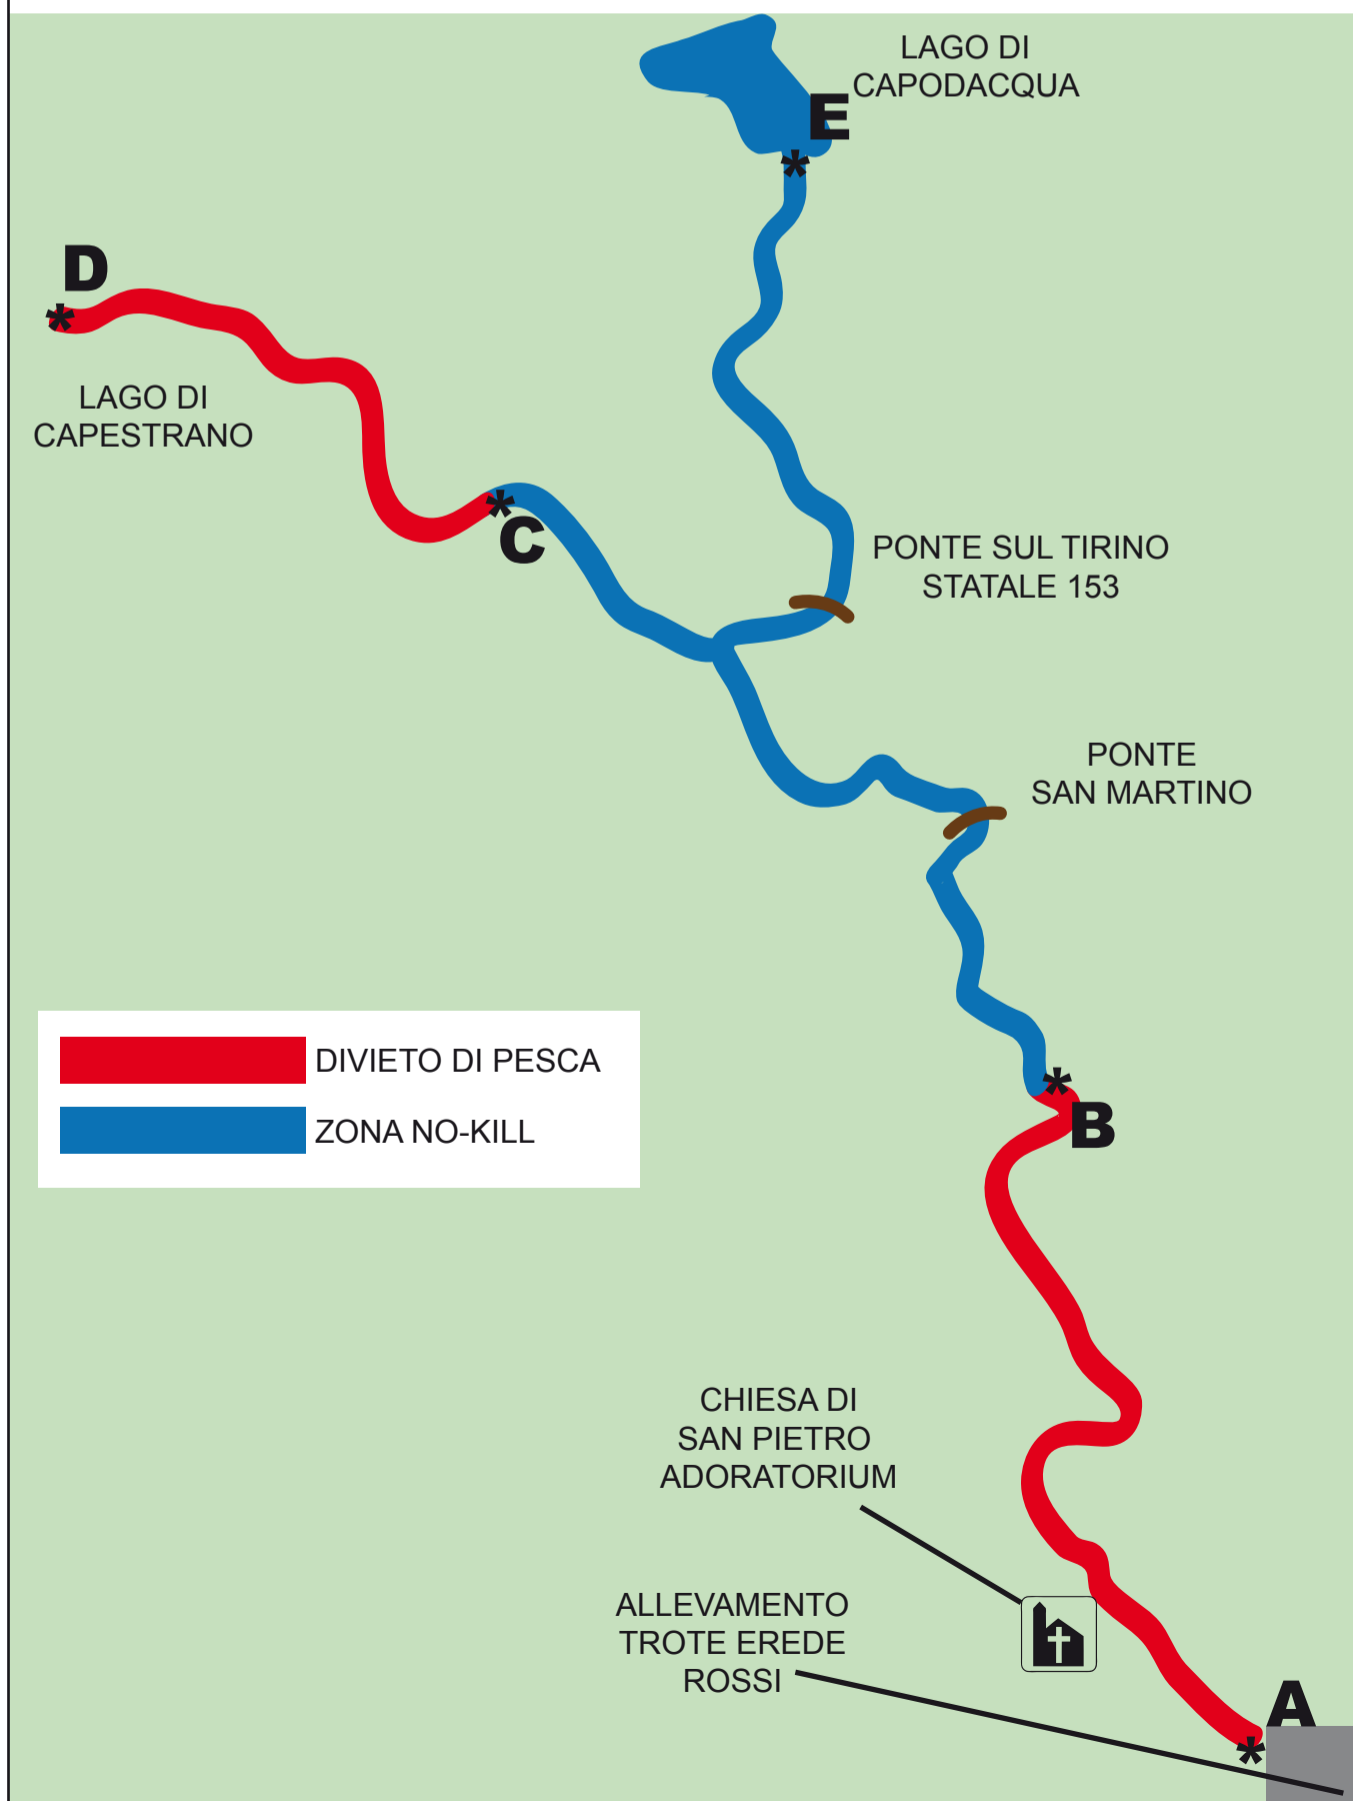 LAGO DI
CAPODACQUA
E
D
LAGO DI
CAPESTRANO
C
PONTE SUL TIRINO
STATALE 153
PONTE
SAN MARTINO
DIVIETO DI PESCA
ZONA NO-KILL
B
CHIESA DI
SAN PIETRO
ADORATORIUM
ALLEVAMENTO
TROTE EREDE
ROSSI
A